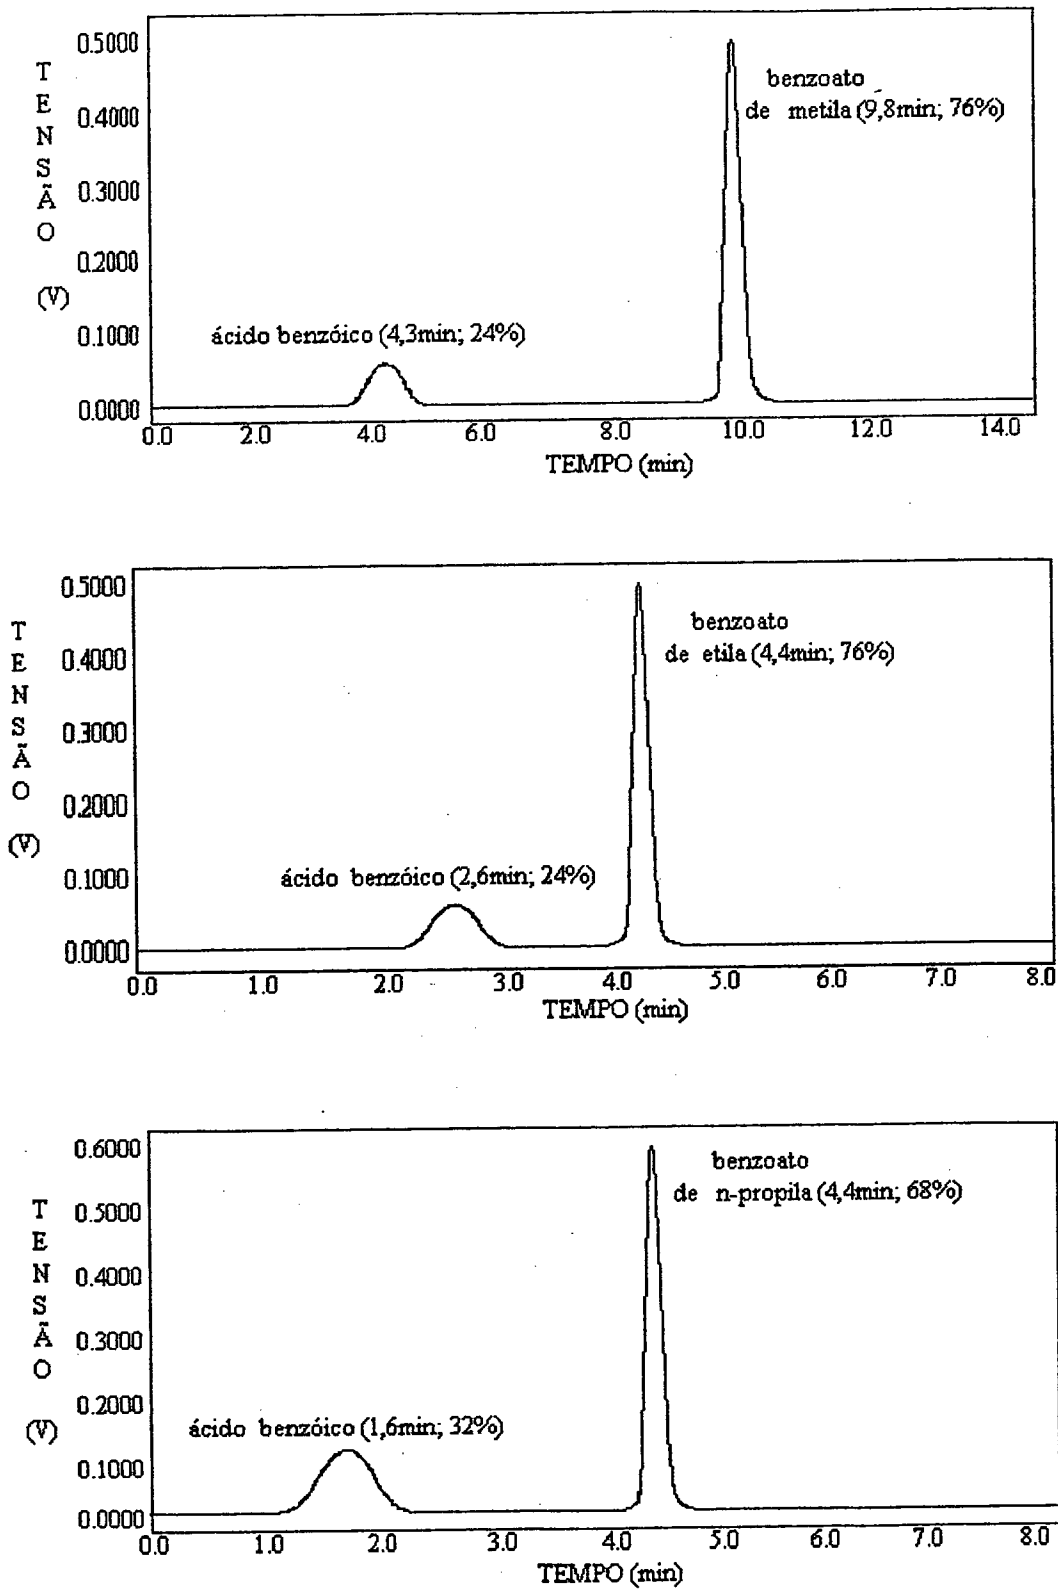 TENSÃO (V)
0.5000
0.4000
0.3000
0.2000
0.1000
0.0000
benzoato
de metila (9,8min; 76%)
ácido benzóico (4,3min; 24%)
0.0 2.0 4.0 6.0 8.0 10.0 12.0 14.0
TEMPO (min)
TENSÃO (V)
0.5000
0.4000
0.3000
0.2000
0.1000
0.0000
benzoato
de etila (4,4min; 76%)
ácido benzóico (2,6min; 24%)
0.0 1.0 2.0 3.0 4.0 5.0 6.0 7.0 8.0
TEMPO (min)
TENSÃO (V)
0.6000
0.5000
0.4000
0.3000
0.2000
0.1000
0.0000
benzoato
de n-propila (4,4min; 68%)
ácido benzóico (1,6min; 32%)
0.0 1.0 2.0 3.0 4.0 5.0 6.0 7.0 8.0
TEMPO (min)